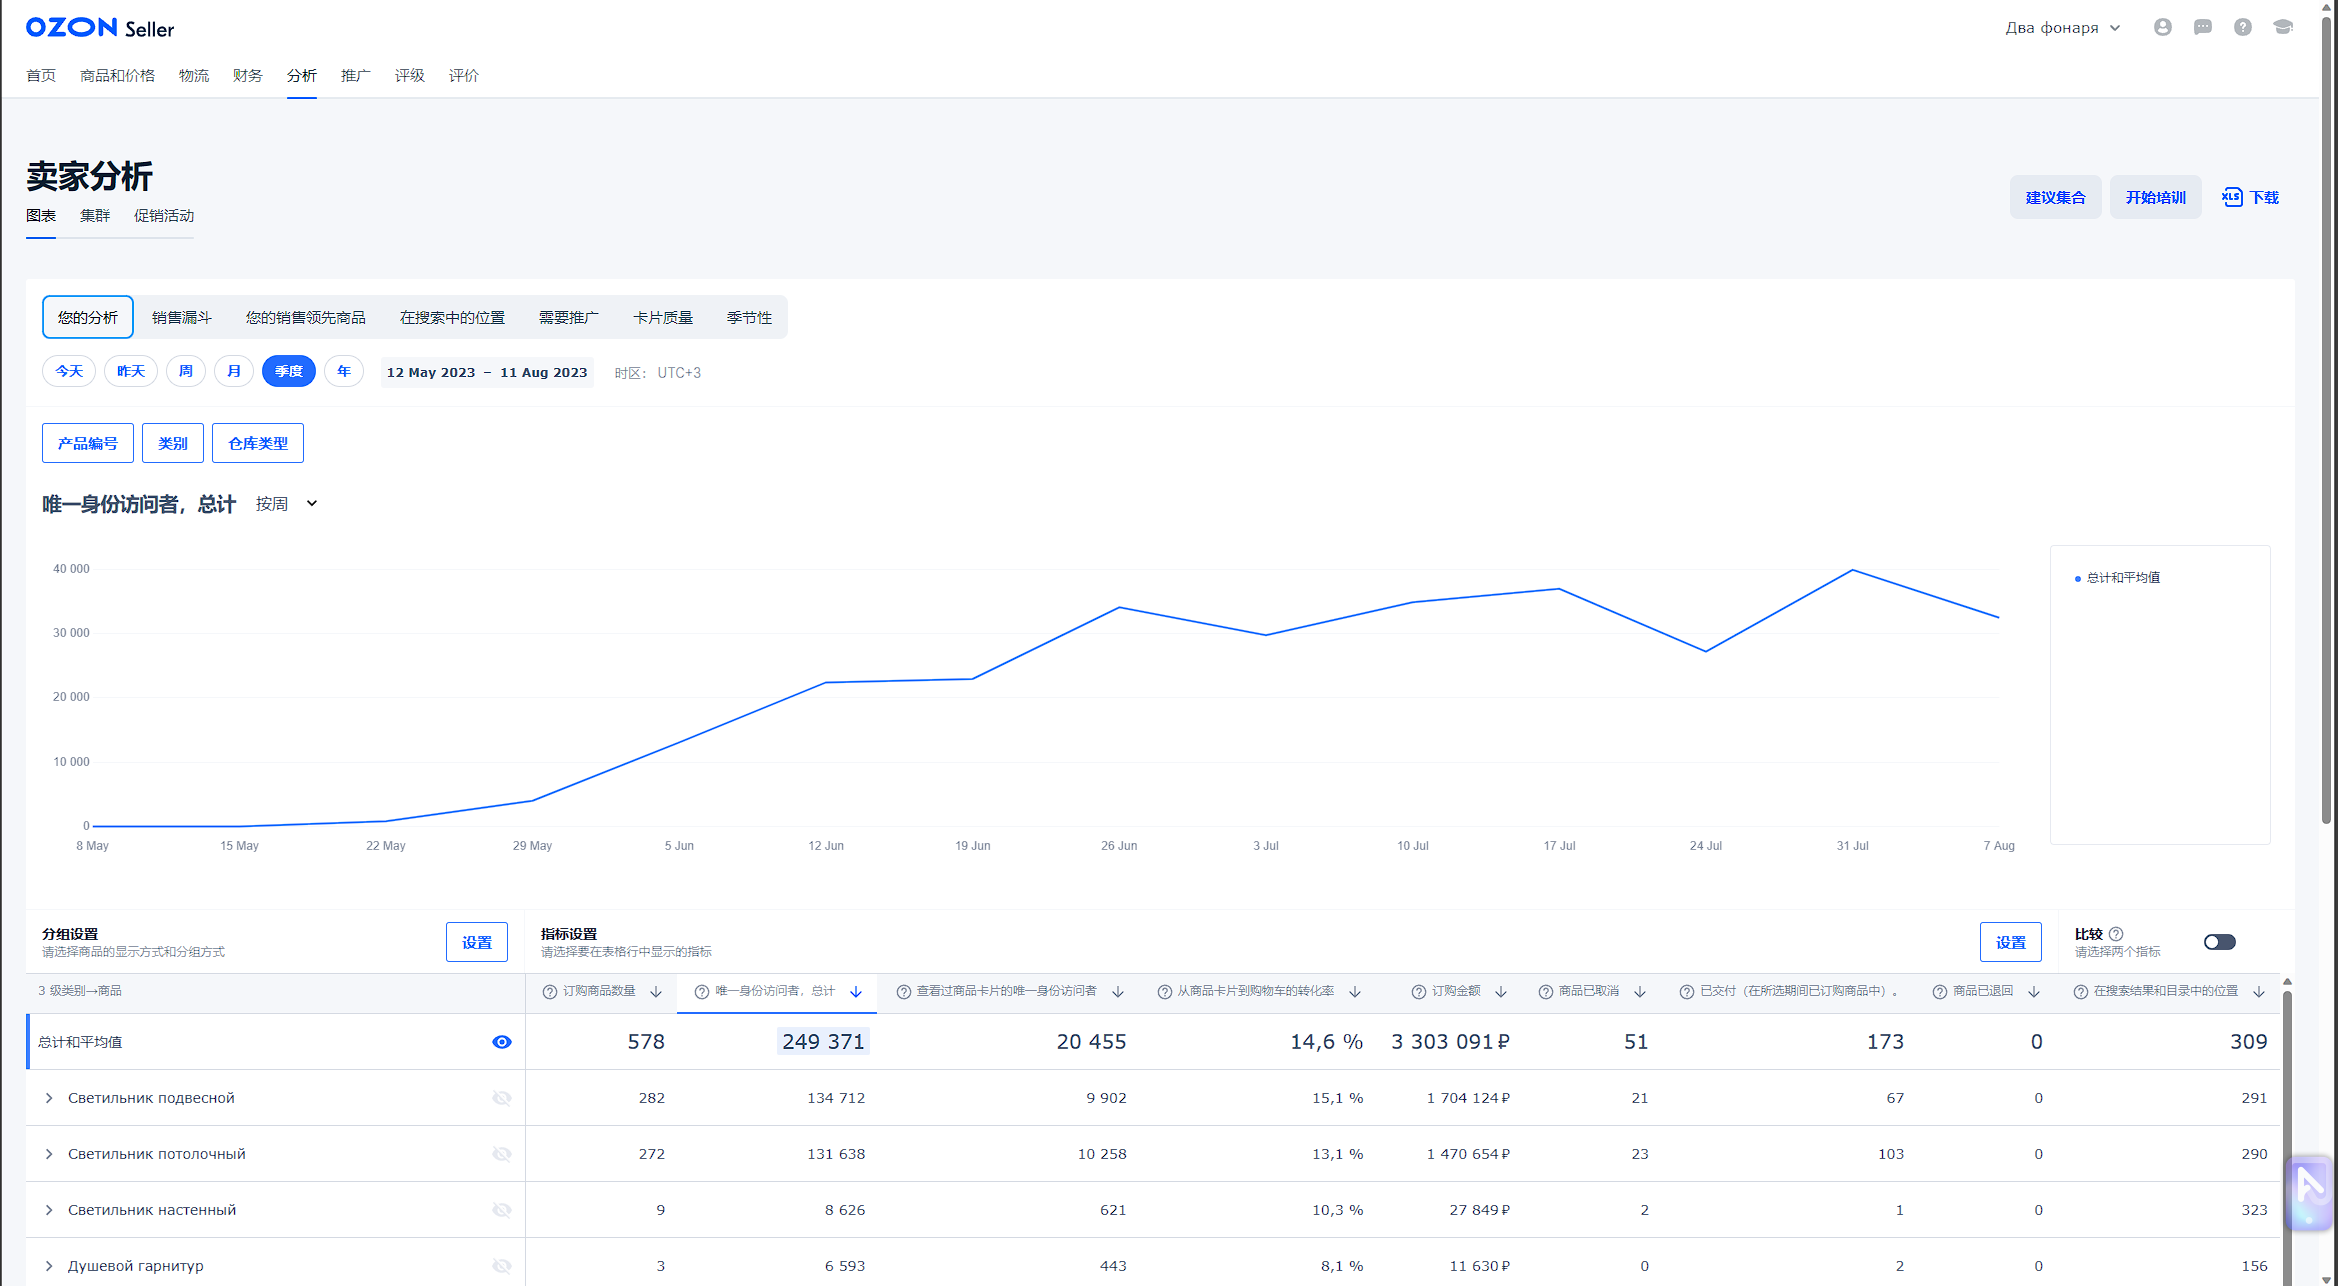 OZON Seller
Два фонаря
首页 商品和价格 物流 财务 分析 推广 评级 评价
卖家分析
建议集合 开始培训 XLS 下载
图表 集群 促销活动
您的分析 销售漏斗 您的销售领先商品 在搜索中的位置 需要推广 卡片质量 季节性
今天 昨天 周 月 季度 年 12 May 2023 – 11 Aug 2023 时区: UTC+3
产品编号 类别 仓库类型
唯一身份访问者，总计 按周
40 000
30 000
20 000
10 000
0
8 May 15 May 22 May 29 May 5 Jun 12 Jun 19 Jun 26 Jun 3 Jul 10 Jul 17 Jul 24 Jul 31 Jul 7 Aug
总计和平均值
分组设置
请选择商品的显示方式和分组方式
设置
指标设置
请选择要在表格行中显示的指标
设置
比较
请选择两个指标
3 级类别→商品 订购商品数量 唯一身份访问者，总计 查看过商品卡片的唯一身份访问者 从商品卡片到购物车的转化率 订购金额 商品已取消 已交付（在所选期间已订购商品中）。 商品已退回 在搜索结果和目录中的位置
总计和平均值 578 249 371 20 455 14,6 % 3 303 091 ₽ 51 173 0 309
Светильник подвесной 282 134 712 9 902 15,1 % 1 704 124 ₽ 21 67 0 291
Светильник потолочный 272 131 638 10 258 13,1 % 1 470 654 ₽ 23 103 0 290
Светильник настенный 9 8 626 621 10,3 % 27 849 ₽ 2 1 0 323
Душевой гарнитур 3 6 593 443 8,1 % 11 630 ₽ 0 2 0 156